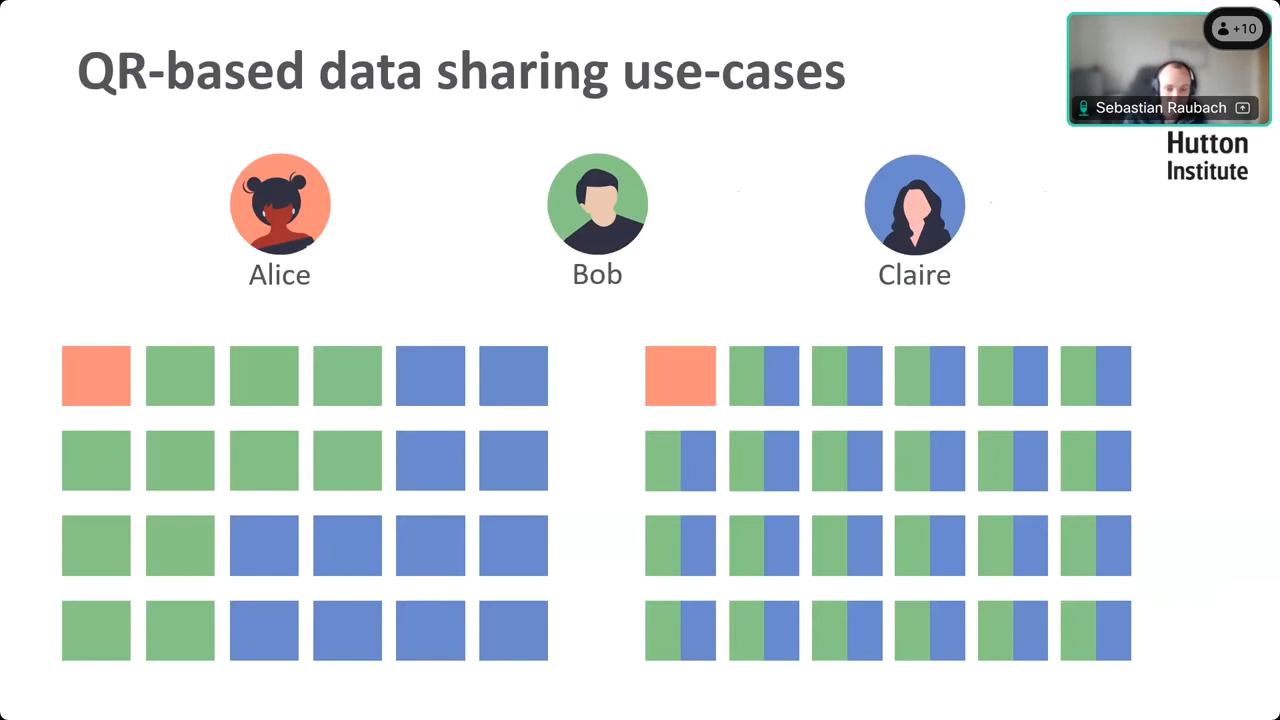 QR-based data sharing use-cases
+10
Sebastian Raubach
Hutton
Institute
Alice
Bob
Claire